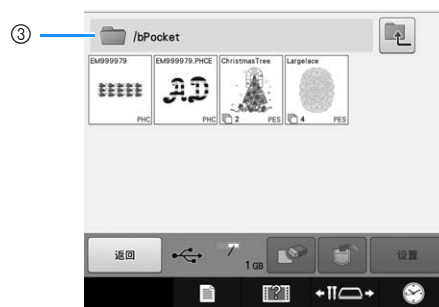 ③
/bPocket
EM999979 EM999979.PHCE ChristmasTree Largelace
AD
PHC PHC 2 PES 4 PES
返回 1 GB 设置
?